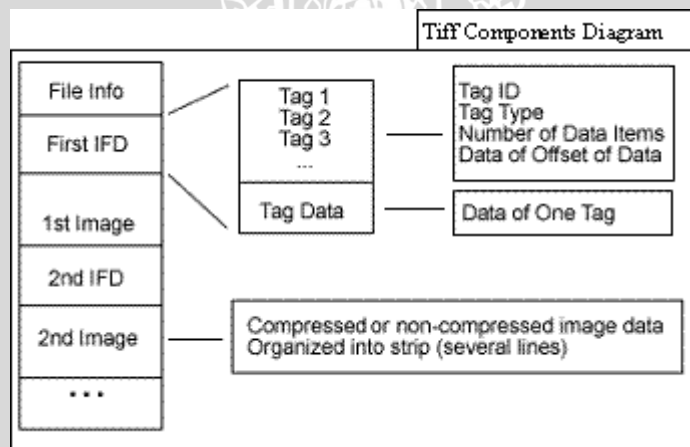 Tiff Components Diagram
File Info
First IFD
1st Image
2nd IFD
2nd Image
...
Tag 1
Tag 2
Tag 3
...
Tag Data
Tag ID
Tag Type
Number of Data Items
Data of Offset of Data
Data of One Tag
Compressed or non-compressed image data
Organized into strip (several lines)